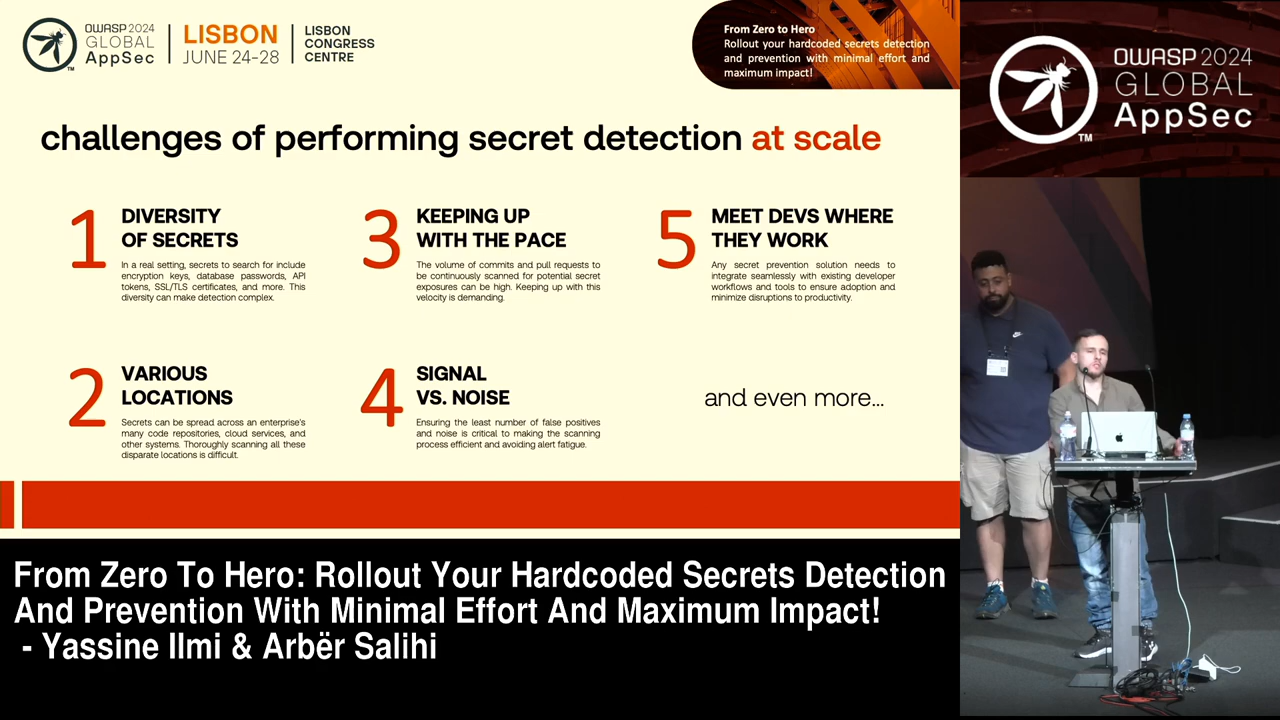 OWASP 2024
GLOBAL
AppSec
TM
LISBON
JUNE 24-28
LISBON
CONGRESS
CENTRE
From Zero to Hero
Rollout your hardcoded secrets detection
and prevention with minimal effort and
maximum impact!
OWASP 2024
GLOBAL
AppSec
TM
challenges of performing secret detection at scale
1
DIVERSITY
OF SECRETS
In a real setting, secrets to search for include
encryption keys, database passwords, API
tokens, SSL/TLS certificates, and more. This
diversity can make detection complex.
2
VARIOUS
LOCATIONS
Secrets can be spread across an enterprise's
many code repositories, cloud services, and
other systems. Thoroughly scanning all these
disparate locations is difficult.
3
KEEPING UP
WITH THE PACE
The volume of commits and pull requests to
be continuously scanned for potential secret
exposures can be high. Keeping up with this
velocity is demanding.
4
SIGNAL
VS. NOISE
Ensuring the least number of false positives
and noise is critical to making the scanning
process efficient and avoiding alert fatigue.
5
MEET DEVS WHERE
THEY WORK
Any secret prevention solution needs to
integrate seamlessly with existing developer
workflows and tools to ensure adoption and
minimize disruptions to productivity.
and even more...
From Zero To Hero: Rollout Your Hardcoded Secrets Detection
And Prevention With Minimal Effort And Maximum Impact!
- Yassine Ilmi & Arbër Salihi